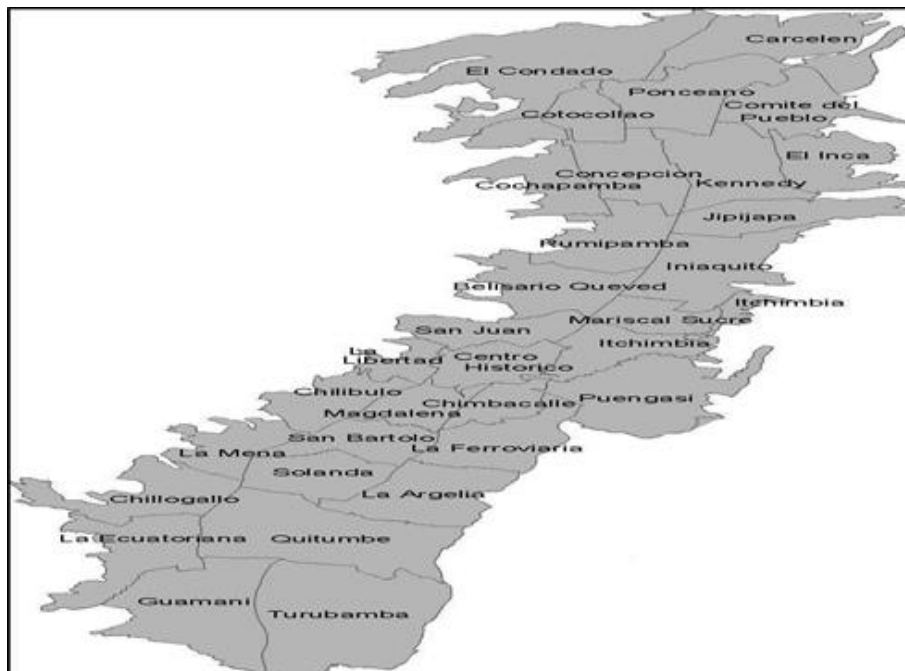 Carcelen
El Condado
Ponceano
Comite del
Pueblo
Cotocollao
El Inca
Concepción
Cochapamba
Kennedy
Jipijapa
Rumipamba
Iniaquito
Belisario Queved
Itchimbia
Mariscal Sucre
San Juan
Itchimbia
La
Libertad
Centro
Historico
Chilibulo
Chimbacalle
Puengasi
Magdalena
San Bartolo
La Ferroviaria
La Mena
Solanda
La Argelia
Chillogallo
La Ecuatoriana
Quitumbe
Guamani
Turubamba